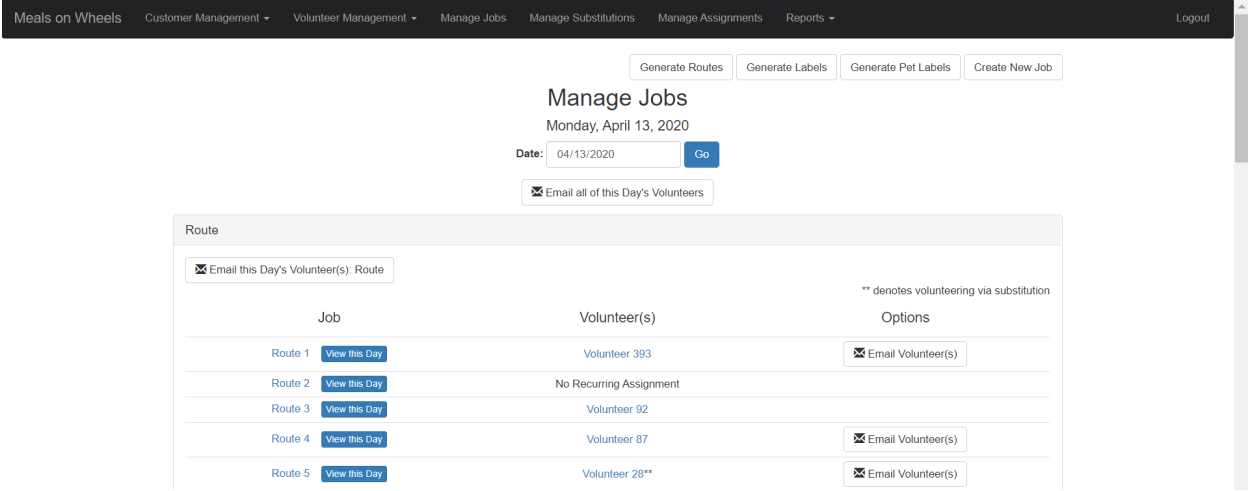 Meals on Wheels Customer Management Volunteer Management Manage Jobs Manage Substitutions Manage Assignments Reports Logout
Generate Routes Generate Labels Generate Pet Labels Create New Job
Manage Jobs
Monday, April 13, 2020
Date: 04/13/2020 Go
Email all of this Day's Volunteers
Route
Email this Day's Volunteer(s): Route
** denotes volunteering via substitution
Job Volunteer(s) Options
Route 1 View this Day Volunteer 393 Email Volunteer(s)
Route 2 View this Day No Recurring Assignment
Route 3 View this Day Volunteer 92
Route 4 View this Day Volunteer 87 Email Volunteer(s)
Route 5 View this Day Volunteer 28** Email Volunteer(s)